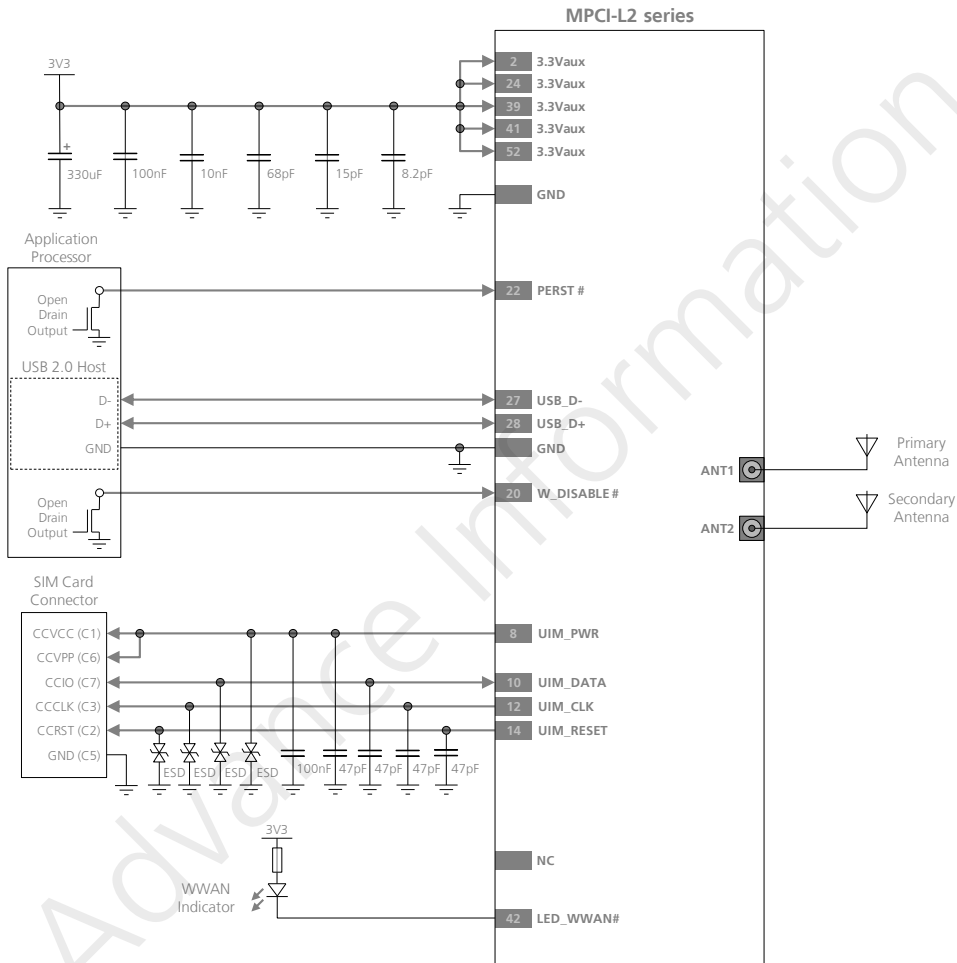 MPCI-L2 series
3V3
2 3.3Vaux
24 3.3Vaux
39 3.3Vaux
41 3.3Vaux
52 3.3Vaux
+
330uF 100nF 10nF 68pF 15pF 8.2pF
GND
Application
Processor
Open
Drain
Output
22 PERST #
USB 2.0 Host
D- 27 USB_D-
D+ 28 USB_D+
GND GND
Open
Drain
Output
20 W_DISABLE #
ANT1
Primary
Antenna
ANT2
Secondary
Antenna
SIM Card
Connector
CCVCC (C1) 8 UIM_PWR
CCVPP (C6)
CCIO (C7) 10 UIM_DATA
CCCLK (C3) 12 UIM_CLK
CCRST (C2) 14 UIM_RESET
GND (C5)
ESD ESD ESD ESD 100nF 47pF 47pF 47pF 47pF
3V3
NC
WWAN
Indicator
42 LED_WWAN#
Advance Information